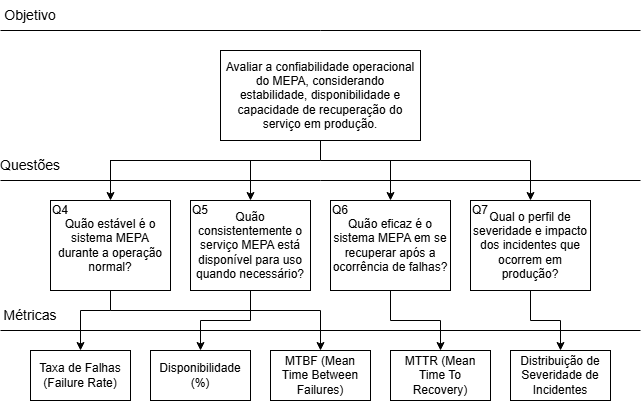 Objetivo
Avaliar a confiabilidade operacional
do MEPA, considerando
estabilidade, disponibilidade e
capacidade de recuperação do
serviço em produção.
Questões
Q4
Quão estável é o
sistema MEPA
durante a operação
normal?
Q5
Quão
consistentemente o
serviço MEPA está
disponível para uso
quando necessário?
Q6
Quão eficaz é o
sistema MEPA em se
recuperar após a
ocorrência de falhas?
Q7
Qual o perfil de
severidade e impacto
dos incidentes que
ocorrem em
produção?
Métricas
Taxa de Falhas
(Failure Rate)
Disponibilidade
(%)
MTBF (Mean
Time Between
Failures)
MTTR (Mean
Time To
Recovery)
Distribuição de
Severidade de
Incidentes